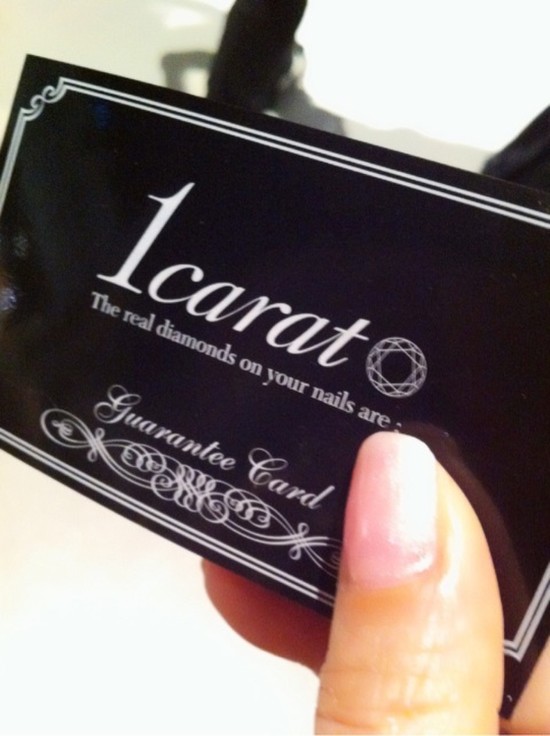 1carat
The real diamonds on your nails are
Guarantee Card